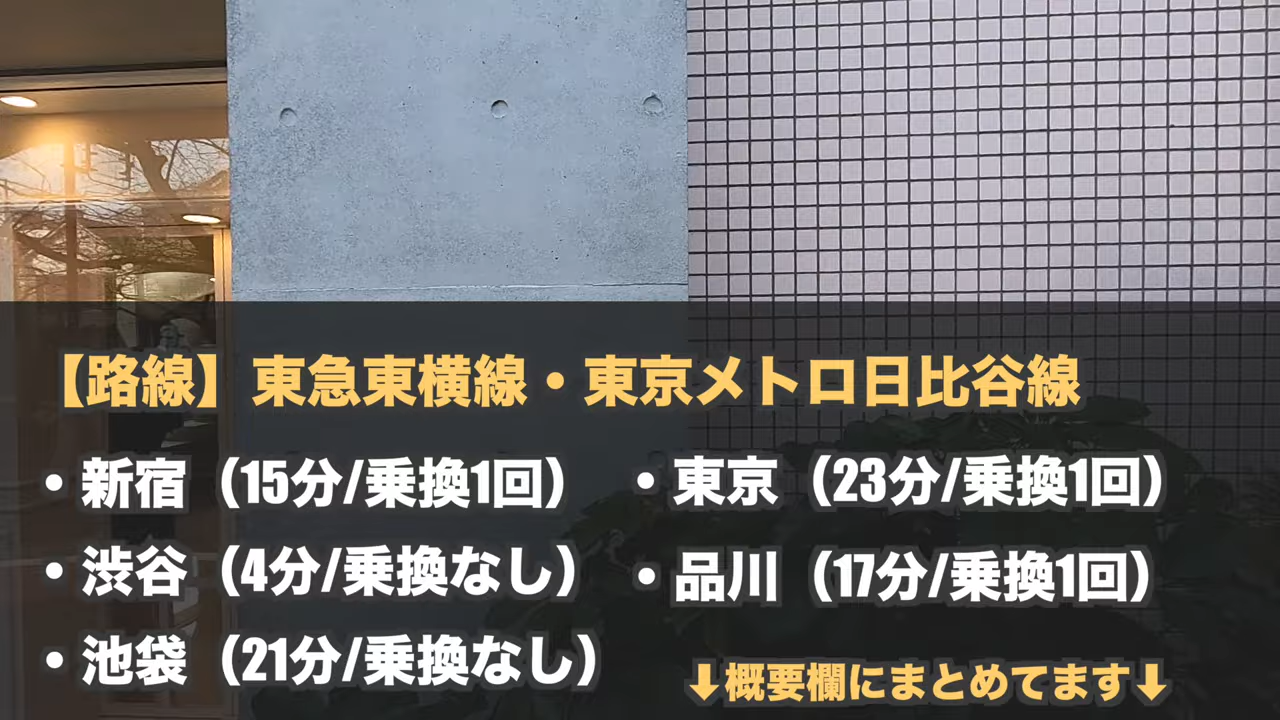 【路線】東急東横線・東京メトロ日比谷線
・新宿（15分/乗換1回）
・渋谷（4分/乗換なし）
・池袋（21分/乗換なし）
・東京（23分/乗換1回）
・品川（17分/乗換1回）
⬇概要欄にまとめてます⬇